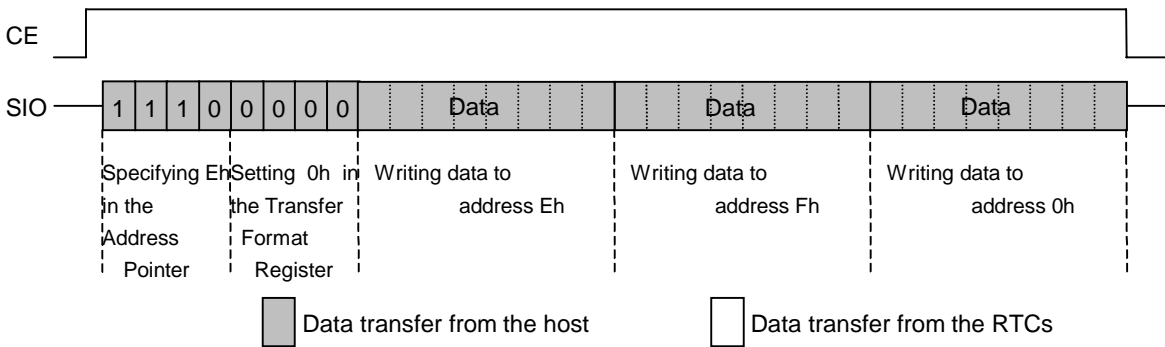 CE
SIO 1 1 1 0 0 0 0 0 Data Data Data
Specifying Eh Setting 0h in Writing data to Writing data to Writing data to
in the the Transfer address Eh address Fh address 0h
Address Format
Pointer Register
Data transfer from the host Data transfer from the RTCs